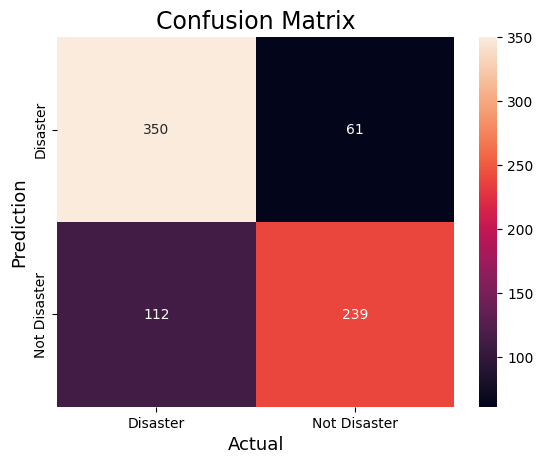 Confusion Matrix
Prediction
Disaster
Not Disaster
350
61
112
239
Disaster
Not Disaster
Actual
350
300
250
200
150
100